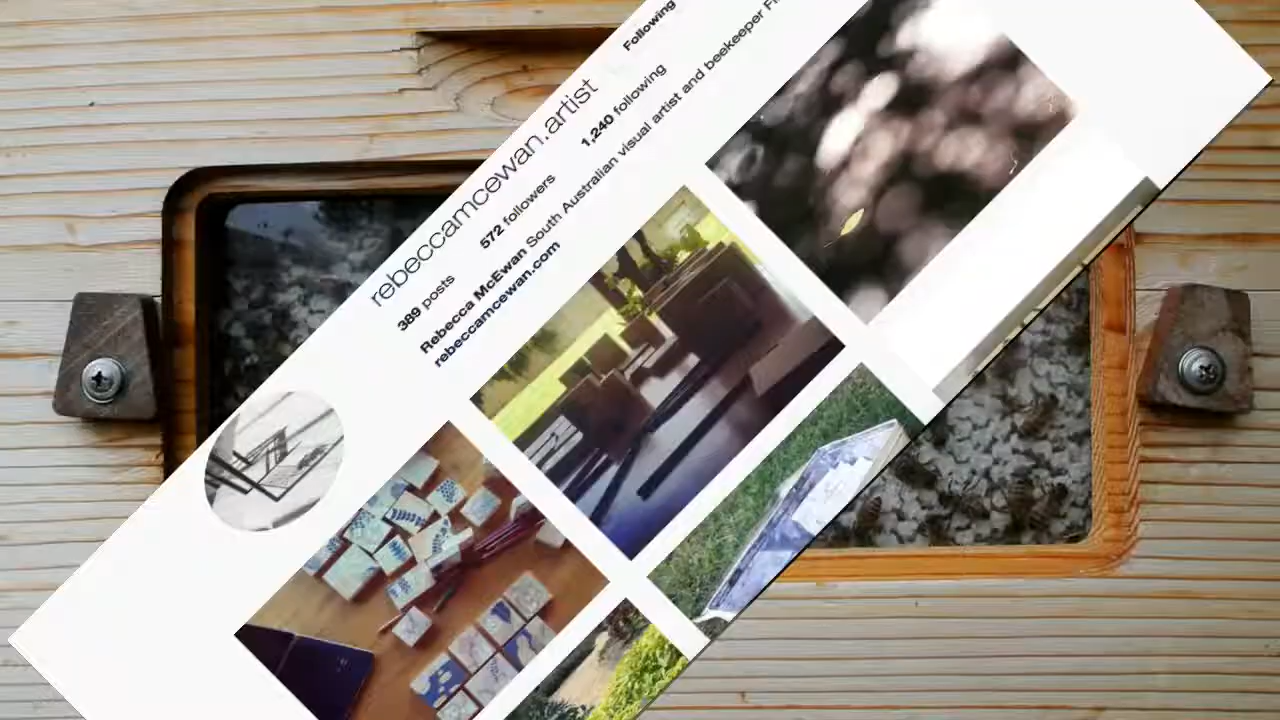 rebeccamcewan.artist
Following
389 posts
572 followers
1,240 following
Rebecca McEwan South Australian visual artist and beekeeper
rebeccamcewan.com